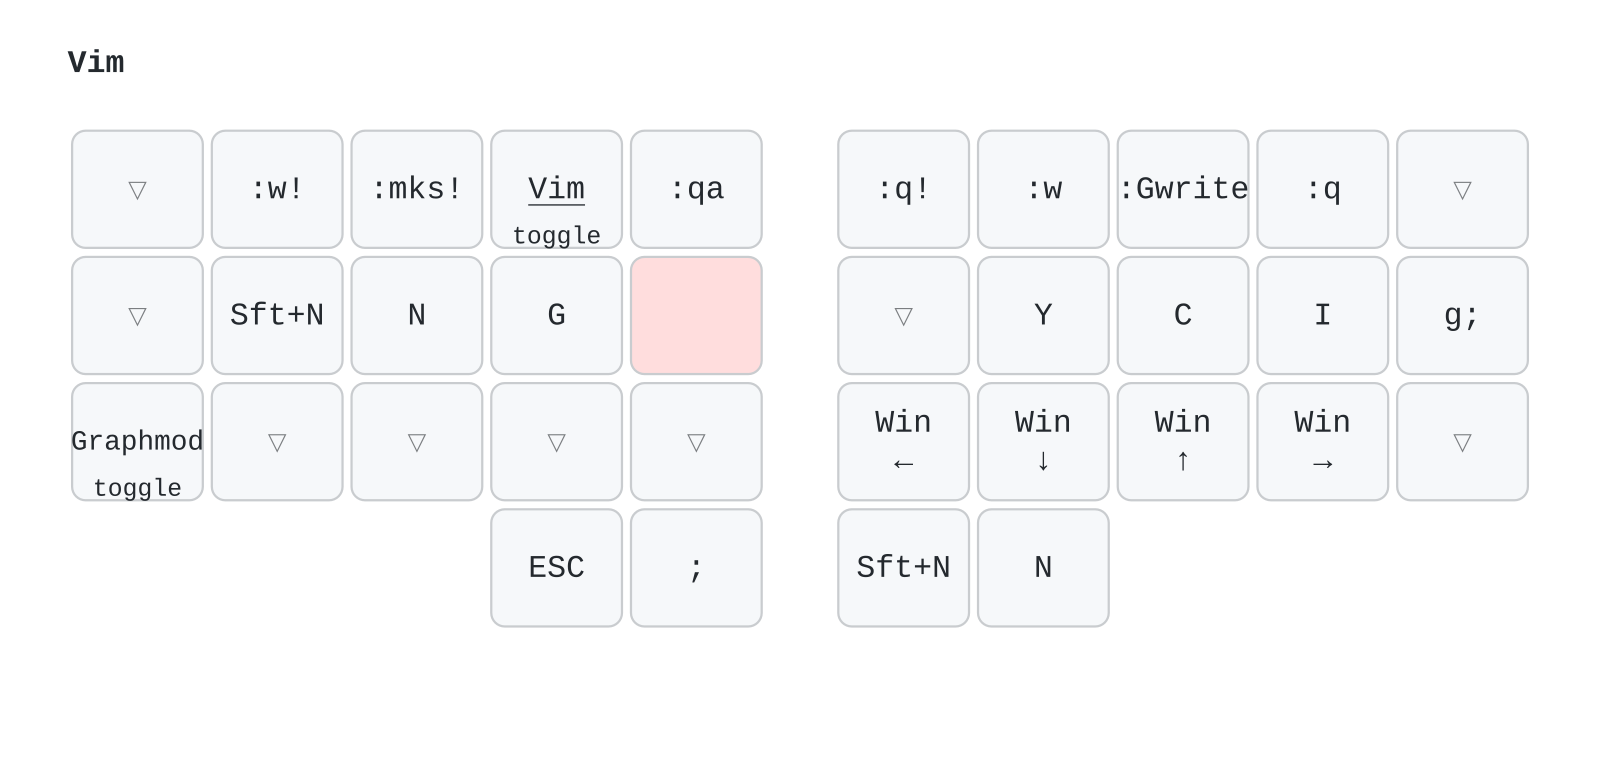 Vim
▽ :w! :mks! Vim :qa :q! :w :Gwrite :q ▽
toggle
▽ Sft+N N G ▽ Y C I g;
Win Win Win Win
Graphmod ▽ ▽ ▽ ▽ ← ↓ ↑ → ▽
toggle
ESC ; Sft+N N